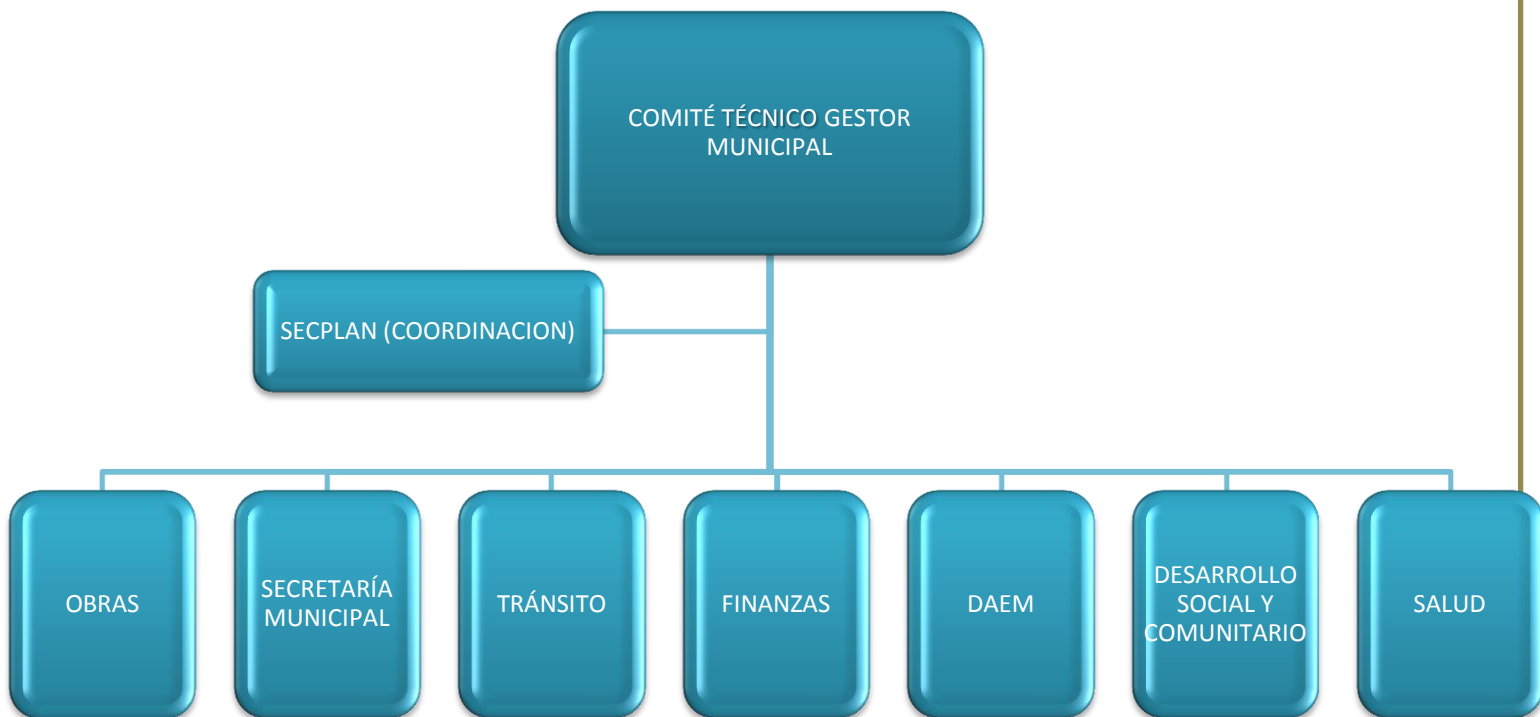 COMITÉ TÉCNICO GESTOR
MUNICIPAL
SECPLAN (COORDINACION)
OBRAS
SECRETARÍA
MUNICIPAL
TRÁNSITO
FINANZAS
DAEM
DESARROLLO
SOCIAL Y
COMUNITARIO
SALUD